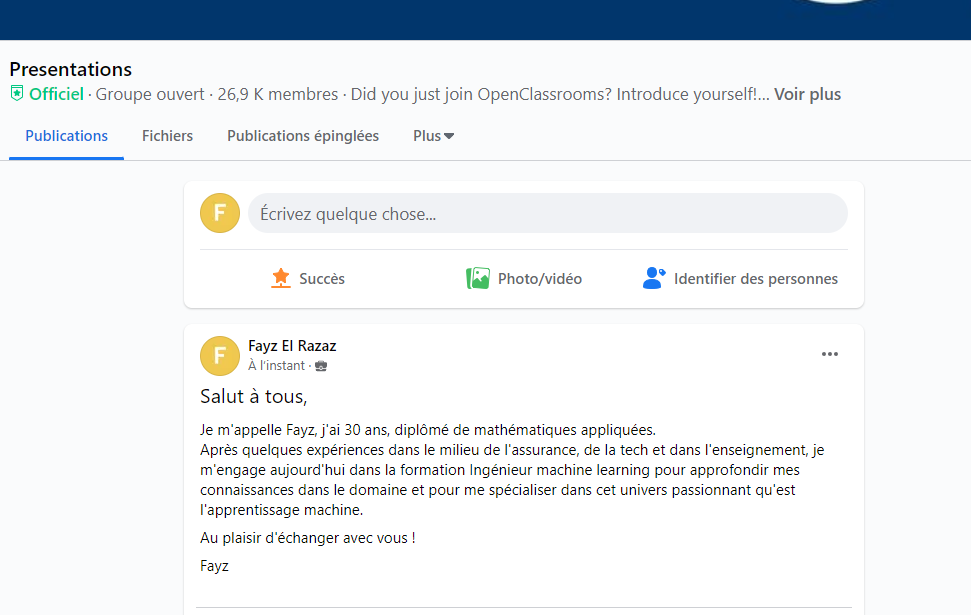 Presentations
Officiel · Groupe ouvert · 26,9 K membres · Did you just join OpenClassrooms? Introduce yourself!... Voir plus
Publications Fichiers Publications épinglées Plus
F Écrivez quelque chose...
Succès Photo/vidéo Identifier des personnes
F Fayz El Razaz
À l'instant ·
Salut à tous,
Je m'appelle Fayz, j'ai 30 ans, diplômé de mathématiques appliquées.
Après quelques expériences dans le milieu de l'assurance, de la tech et dans l'enseignement, je
m'engage aujourd'hui dans la formation Ingénieur machine learning pour approfondir mes
connaissances dans le domaine et pour me spécialiser dans cet univers passionnant qu'est
l'apprentissage machine.
Au plaisir d'échanger avec vous !
Fayz